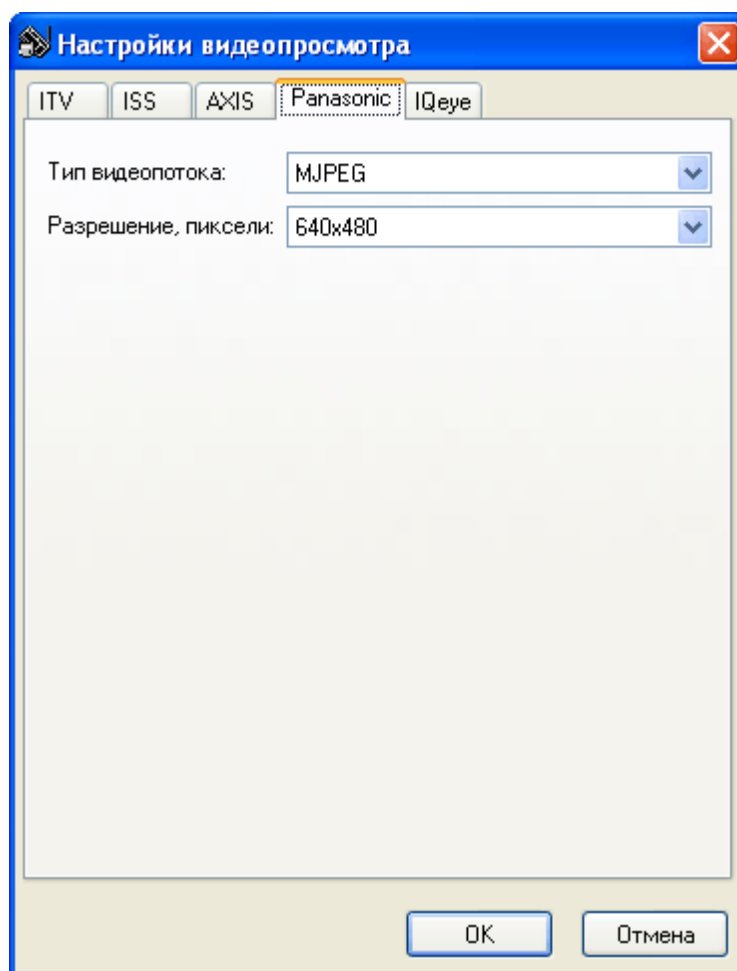 Настройки видеопросмотра
ITV ISS AXIS Panasonic IQeye
Тип видеопотока: MJPEG
Разрешение, пиксели: 640x480
OK Отмена